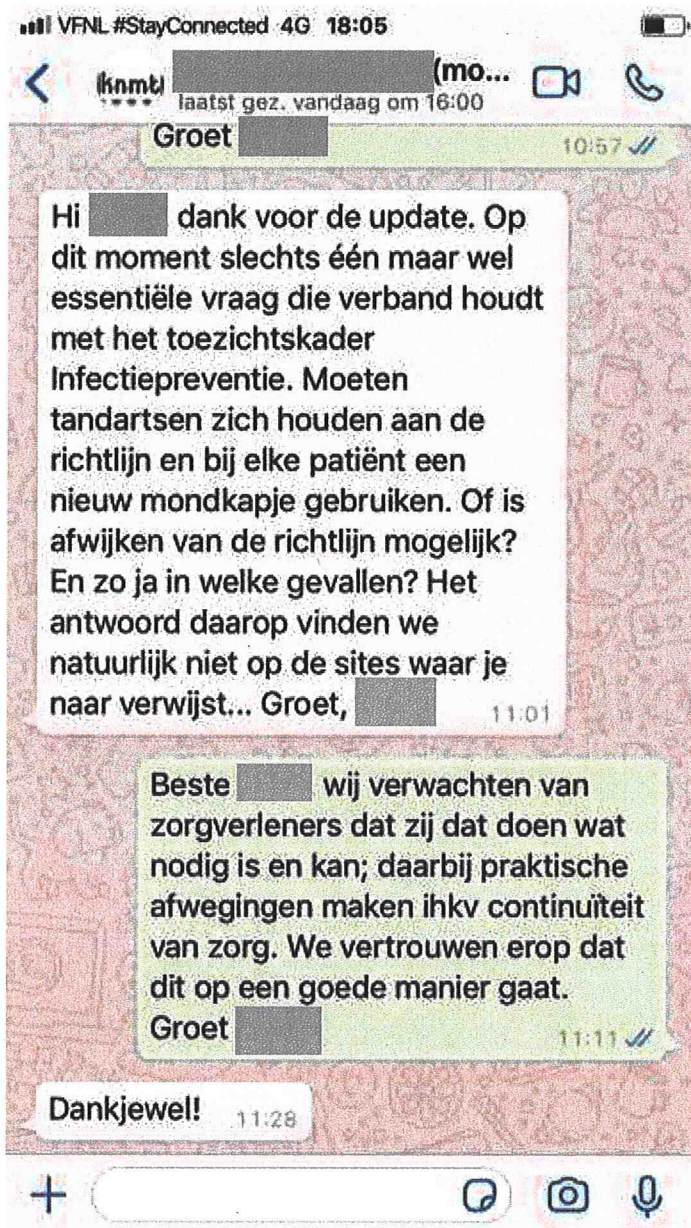 VFNL #StayConnected 4G 18:05
knmt (mo...
laatst gez. vandaag om 16:00
Groet
10:57
Hi dank voor de update. Op
dit moment slechts één maar wel
essentiële vraag die verband houdt
met het toezichtskader
Infectiepreventie. Moeten
tandartsen zich houden aan de
richtlijn en bij elke patiënt een
nieuw mondkapje gebruiken. Of is
afwijken van de richtlijn mogelijk?
En zo ja in welke gevallen? Het
antwoord daarop vinden we
natuurlijk niet op de sites waar je
naar verwijst... Groet,
11:01
Beste wij verwachten van
zorgverleners dat zij dat doen wat
nodig is en kan; daarbij praktische
afwegingen maken ihkv continuïteit
van zorg. We vertrouwen erop dat
dit op een goede manier gaat.
Groet
11:11
Dankjewel! 11:28